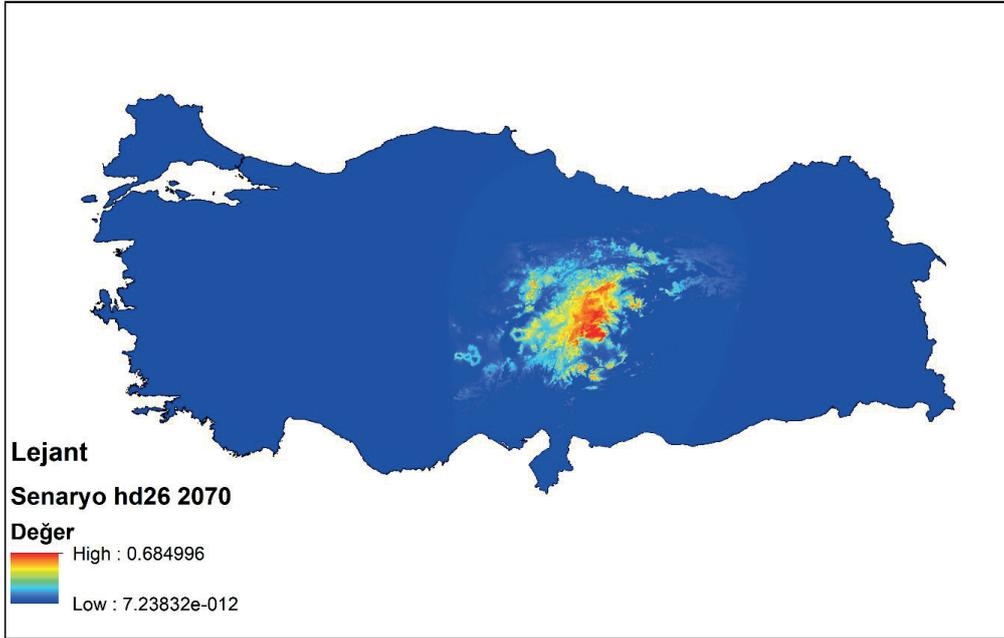 Lejant
Senaryo hd26 2070
Değer
High : 0.684996
Low : 7.23832e-012